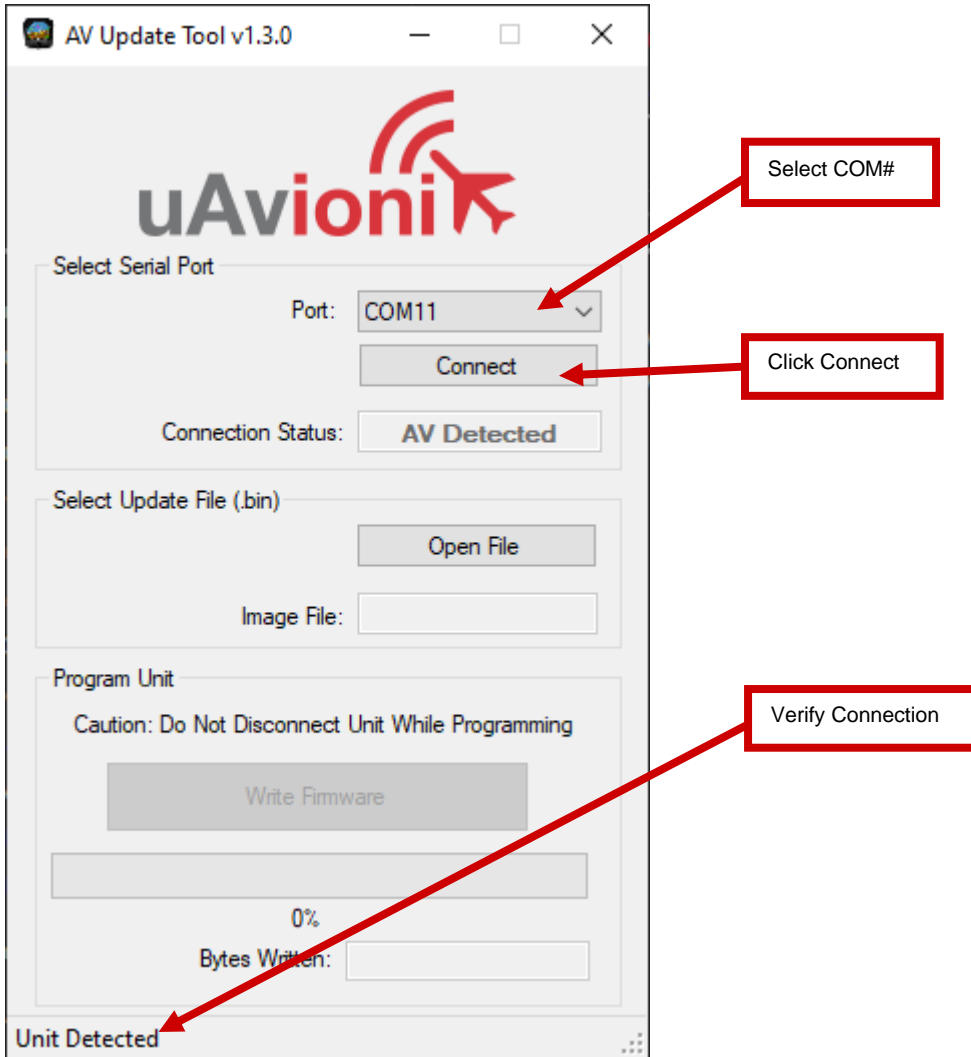 AV Update Tool v1.3.0
uAvionix
Select COM#
Select Serial Port
Port: COM11
Connect
Click Connect
Connection Status: AV Detected
Select Update File (.bin)
Open File
Image File:
Program Unit
Caution: Do Not Disconnect Unit While Programming
Verify Connection
Write Firmware
0%
Bytes Written:
Unit Detected